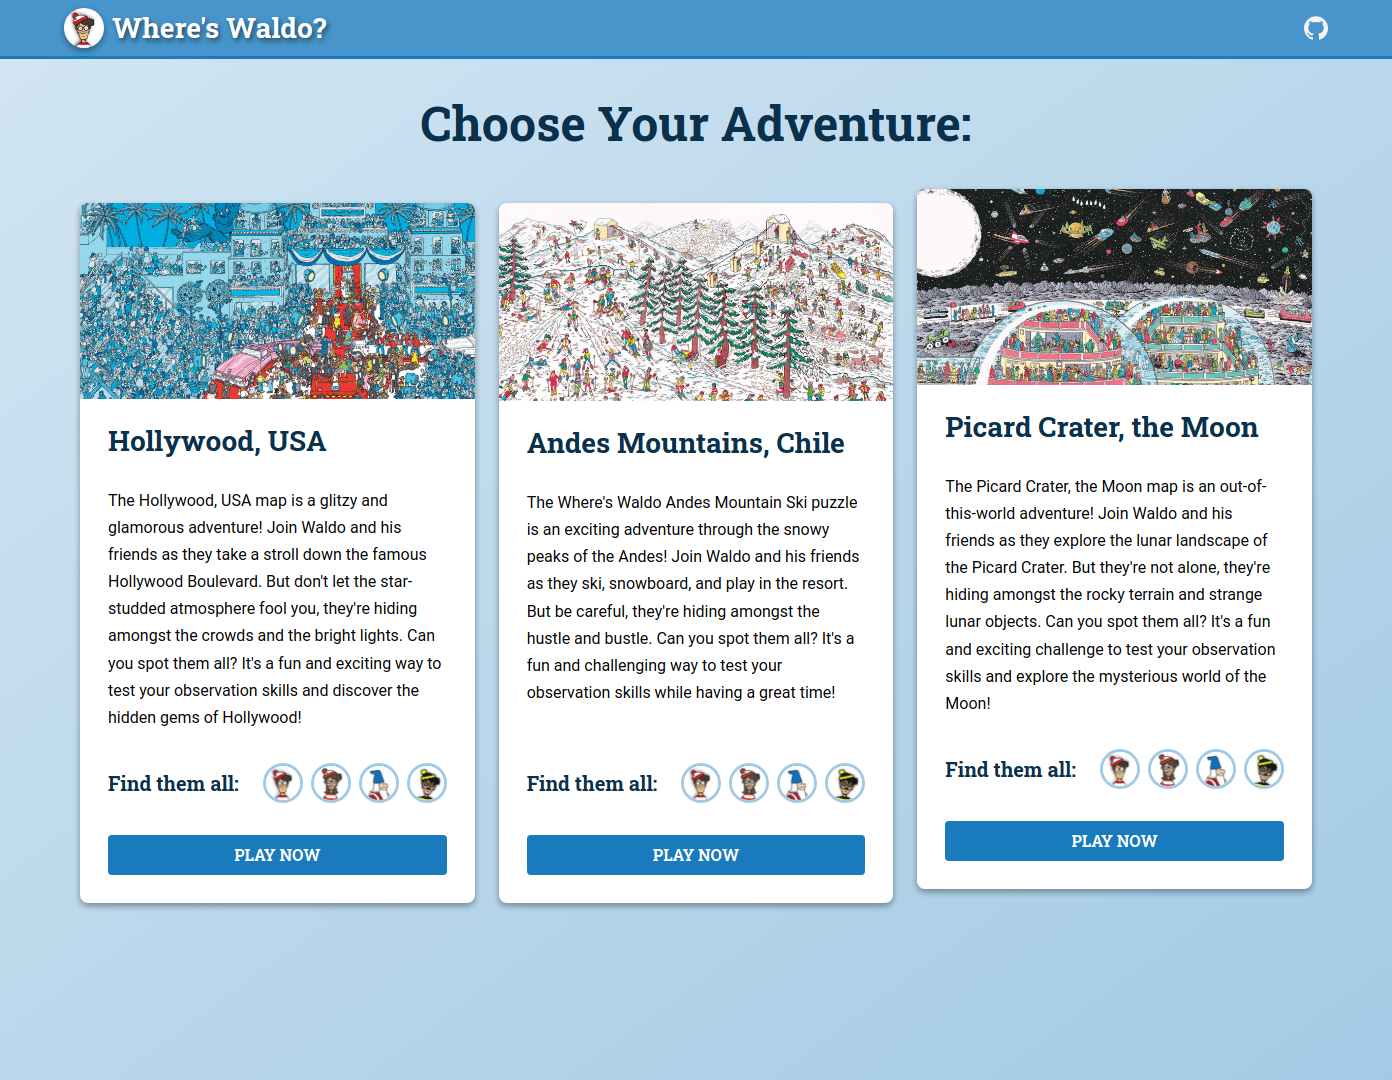 Where's Waldo?
Choose Your Adventure:
Hollywood, USA
The Hollywood, USA map is a glitzy and
glamorous adventure! Join Waldo and his
friends as they take a stroll down the famous
Hollywood Boulevard. But don't let the star-
studded atmosphere fool you, they're hiding
amongst the crowds and the bright lights. Can
you spot them all? It's a fun and exciting way to
test your observation skills and discover the
hidden gems of Hollywood!
Find them all:
PLAY NOW
Andes Mountains, Chile
The Where's Waldo Andes Mountain Ski puzzle
is an exciting adventure through the snowy
peaks of the Andes! Join Waldo and his friends
as they ski, snowboard, and play in the resort.
But be careful, they're hiding amongst the
hustle and bustle. Can you spot them all? It's a
fun and challenging way to test your
observation skills while having a great time!
Find them all:
PLAY NOW
Picard Crater, the Moon
The Picard Crater, the Moon map is an out-of-
this-world adventure! Join Waldo and his
friends as they explore the lunar landscape of
the Picard Crater. But they're not alone, they're
hiding amongst the rocky terrain and strange
lunar objects. Can you spot them all? It's a fun
and exciting challenge to test your observation
skills and explore the mysterious world of the
Moon!
Find them all:
PLAY NOW